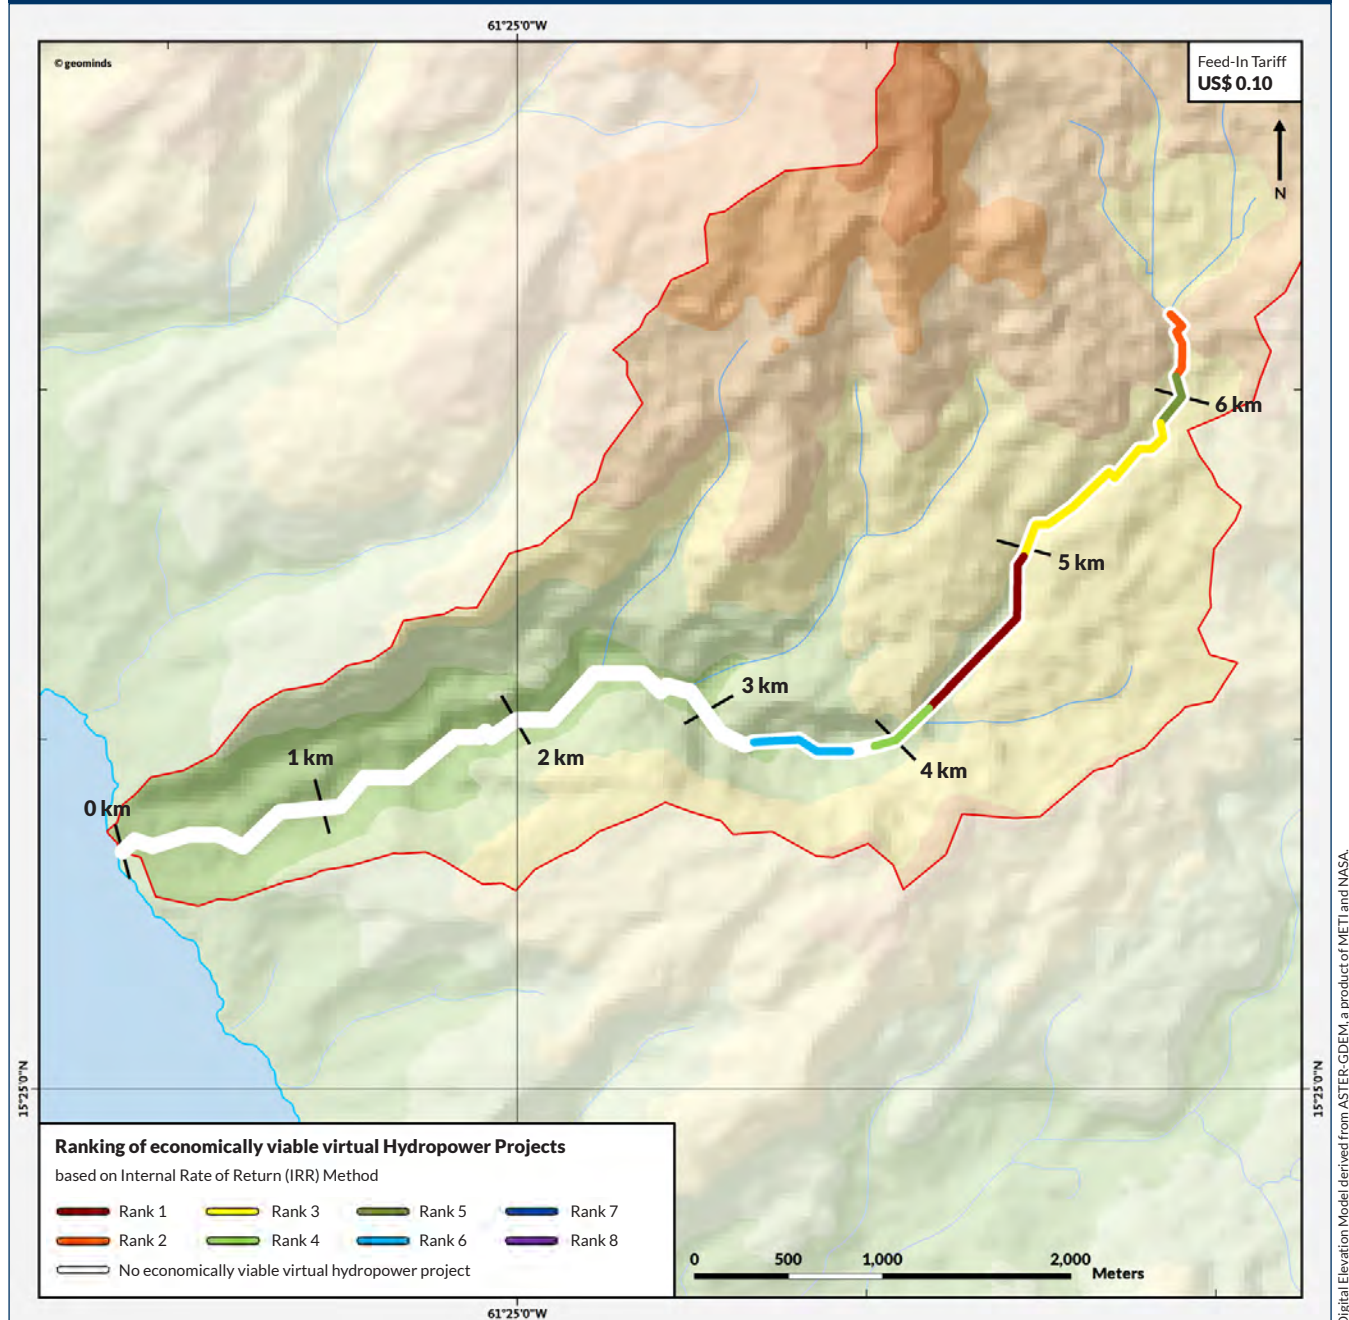 61°25'0"W
© geominds
Feed-In Tariff
US$ 0.10
N
6 km
5 km
3 km
2 km
4 km
1 km
0 km
15°25'0"N
15°25'0"N
Digital Elevation Model derived from ASTER-GDEM, a product of METI and NASA.
Ranking of economically viable virtual Hydropower Projects
based on Internal Rate of Return (IRR) Method
Rank 1
Rank 3
Rank 5
Rank 7
Rank 2
Rank 4
Rank 6
Rank 8
No economically viable virtual hydropower project
0 500 1,000 2,000
Meters
61°25'0"W